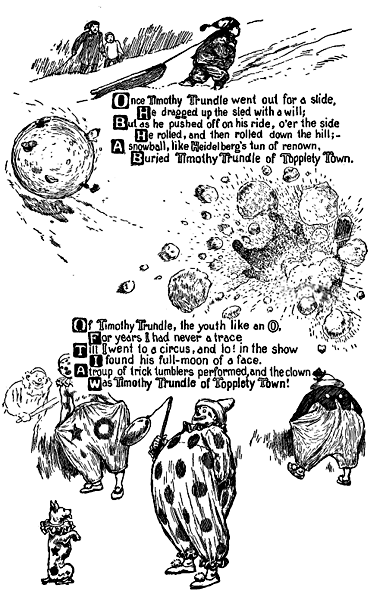 Once Timothy Trundle went out for a slide,
He dragged up the sled with a will;
But as he pushed off on his ride, o'er the side
He rolled, and then rolled down the hill;-
A snowball, like Heidelberg's tun of renown,
Buried Timothy Trundle of Topplety Town.
Of Timothy Trundle, the youth like an O,
For years I had never a trace
Till I went to a circus, and lo! in the show
I found his full-moon of a face.
A troup of trick tumblers performed, and the clown
Was Timothy Trundle of Topplety Town!